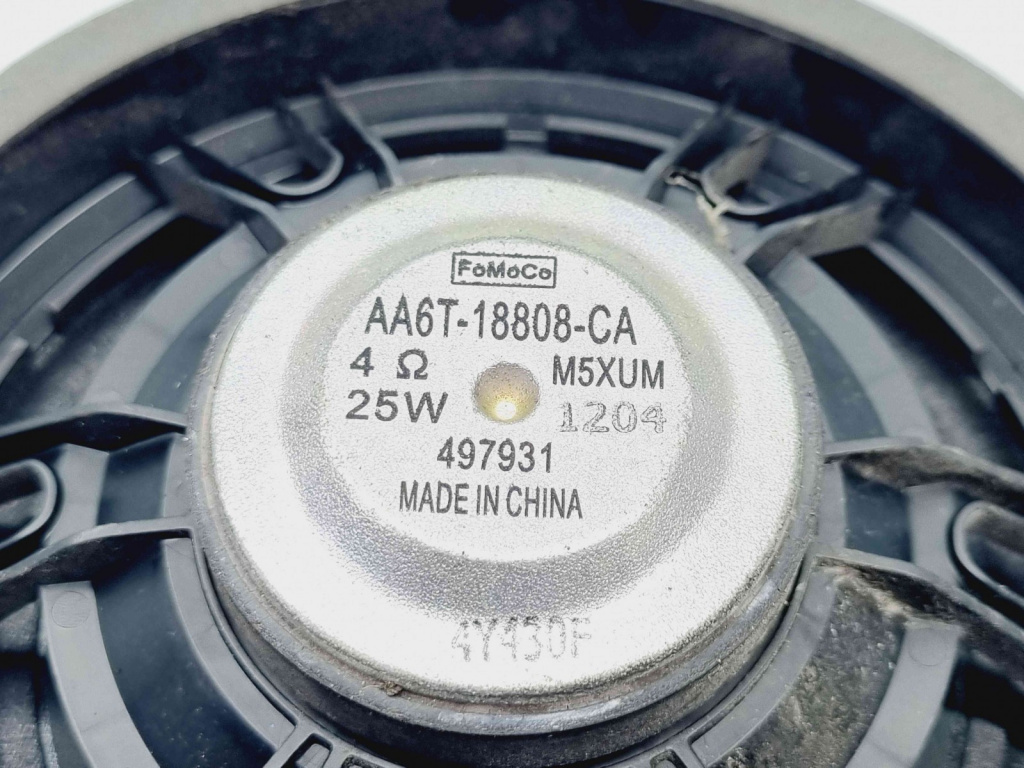 FoMoCo
AA6T-18808-CA
4 Ω M5XUM
25W 1204
497931
MADE IN CHINA
4Y430F